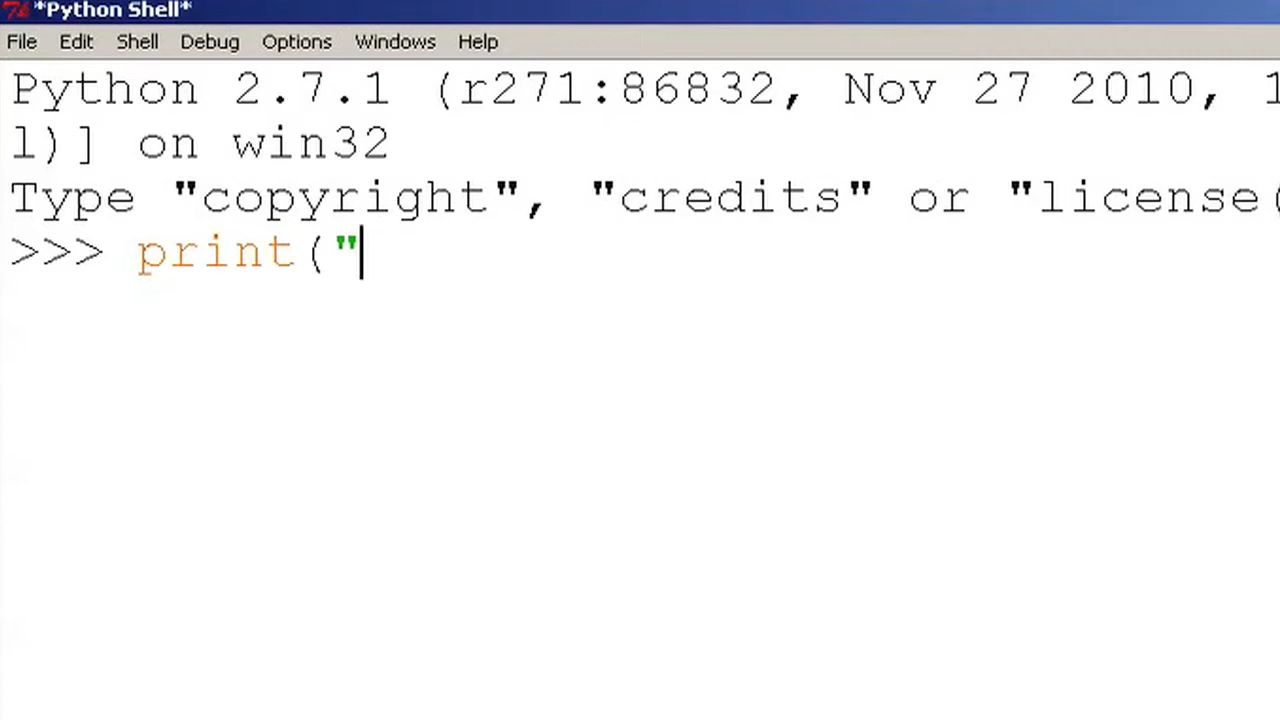 *Python Shell*
File Edit Shell Debug Options Windows Help
Python 2.7.1 (r271:86832, Nov 27 2010, 1
l)] on win32
Type "copyright", "credits" or "license(
>>> print("